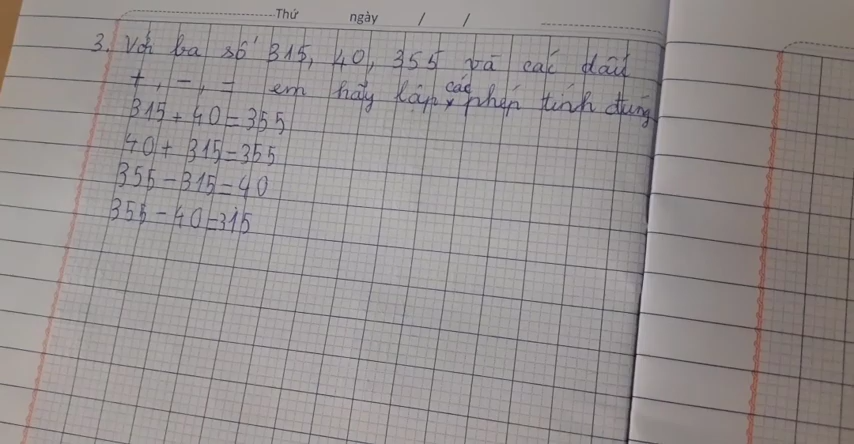 Thứ ngày / /
3. Với ba số 315, 40, 355 và các dấu
+, -, = em hãy lập các phép tính đúng
315 + 40 = 355
40 + 315 = 355
355 - 315 = 40
355 - 40 = 315